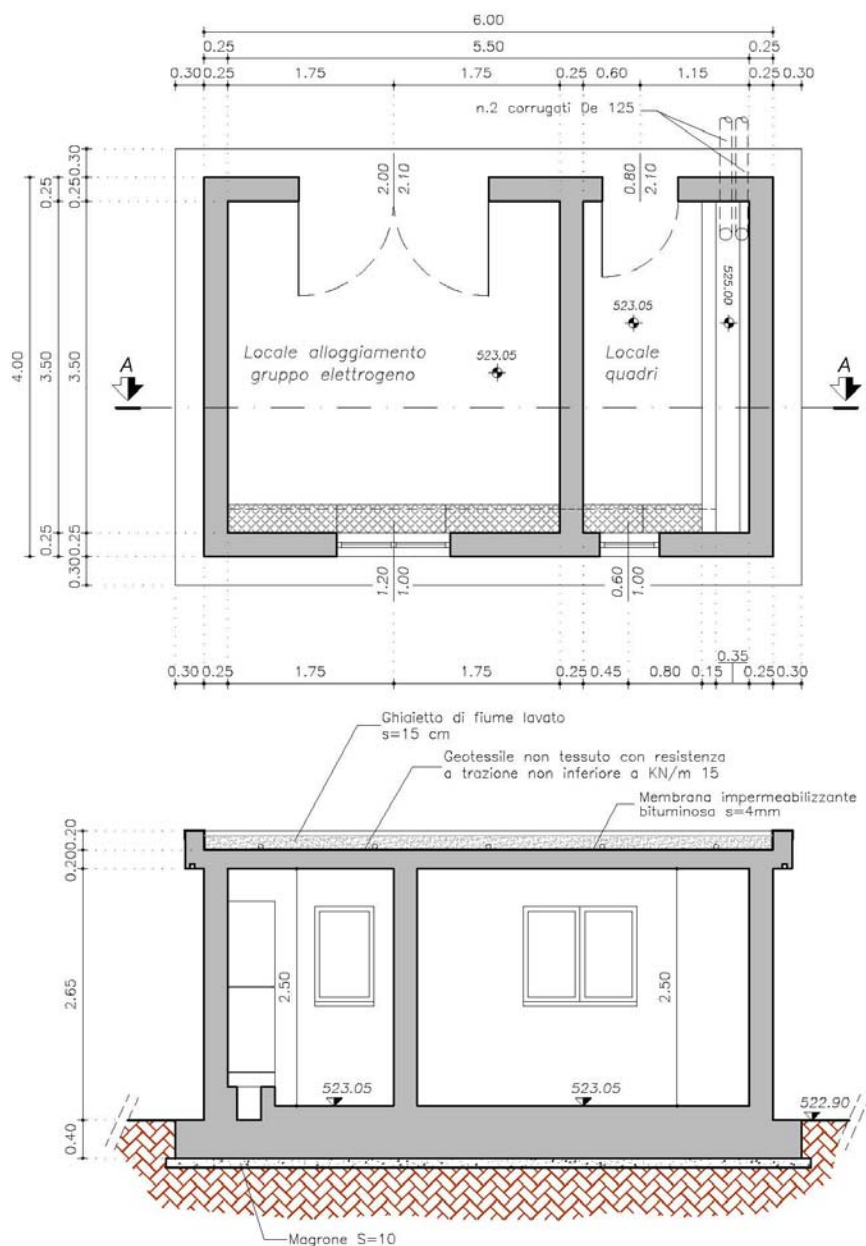 6.00
0.25 5.50 0.25
0.30 0.25 1.75 1.75 0.25 0.60 1.15 0.25 0.30
n.2 corrugati De 125
0.30
0.25
0.25
2.00
2.10
0.80
2.10
4.00
3.50
3.50
525.00
523.05
523.05
Locale alloggiamento
gruppo elettrogeno
Locale
quadri
A
A
0.25
0.25
0.30
1.20
1.00
0.60
1.00
0.35
0.30 0.25 1.75 1.75 0.25 0.45 0.80 0.15 0.25 0.30
Ghiaietto di fiume lavato
s=15 cm
Geotessile non tessuto con resistenza
a trazione non inferiore a KN/m 15
Membrana impermeabilizzante
bituminosa s=4mm
0.20
0.20
2.65
2.50
2.50
523.05
523.05
522.90
0.40
Magrone S=10